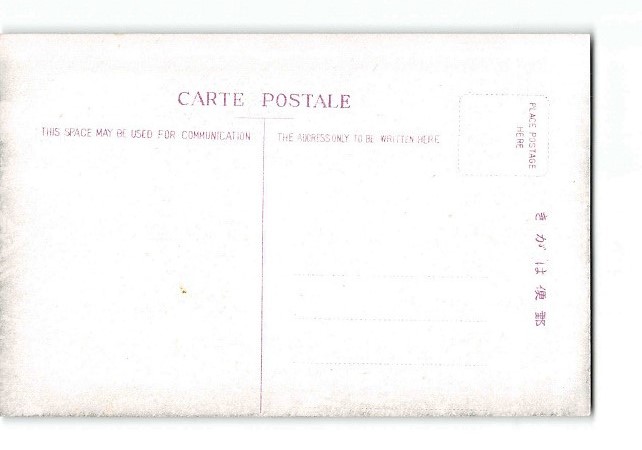 CARTE POSTALE
THIS SPACE MAY BE USED FOR COMMUNICATION
THE ADDRESS ONLY TO BE WRITTEN HERE
PLACE POSTAGE
HERE
きがは便郵